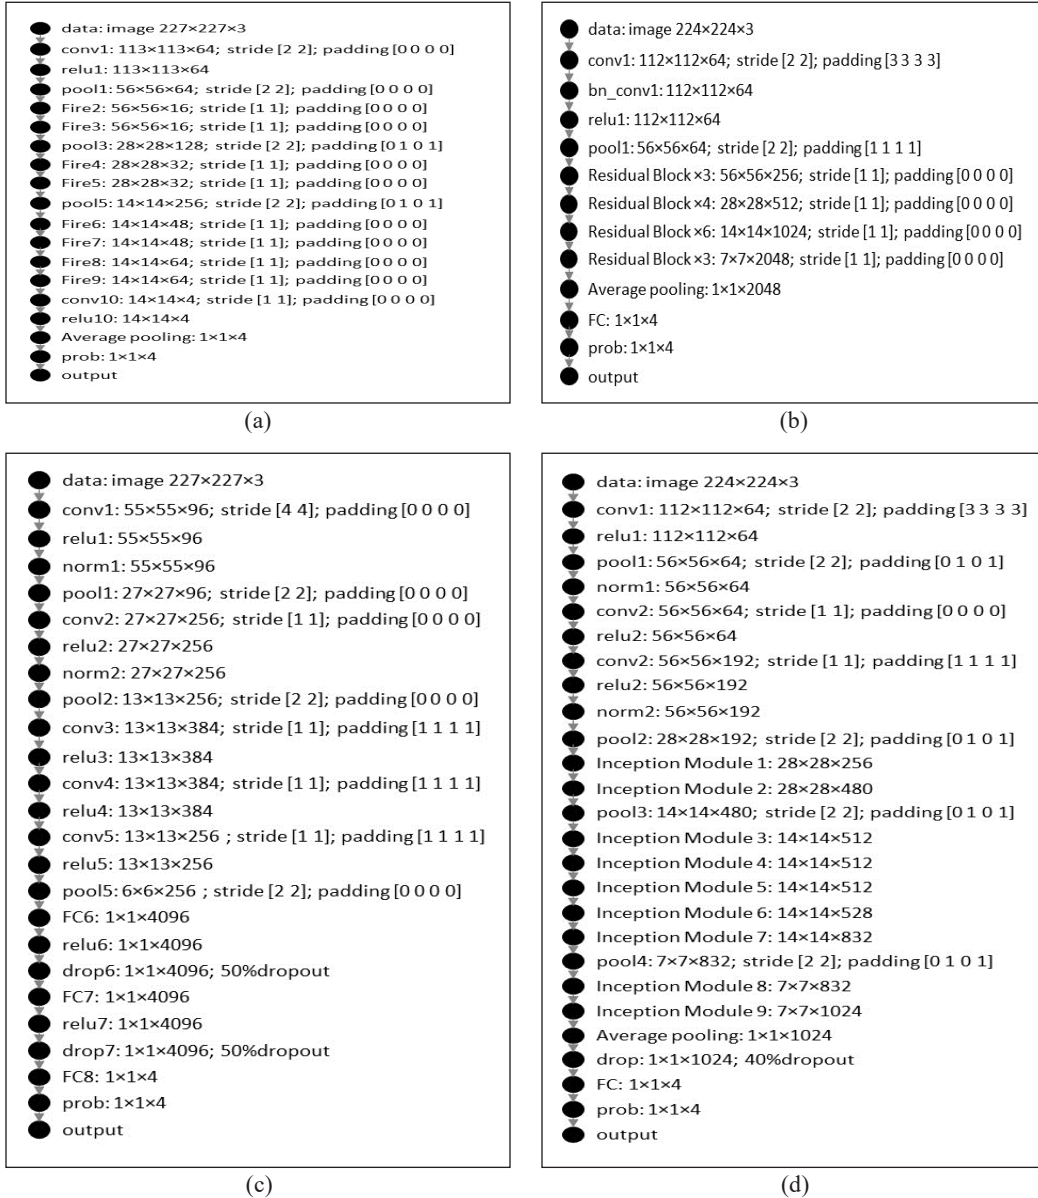 data: image 227×227×3
conv1: 113×113×64; stride [2 2]; padding [0 0 0 0]
relu1: 113×113×64
pool1: 56×56×64; stride [2 2]; padding [0 0 0 0]
Fire2: 56×56×16; stride [1 1]; padding [0 0 0 0]
Fire3: 56×56×16; stride [1 1]; padding [0 0 0 0]
pool3: 28×28×128; stride [2 2]; padding [0 1 0 1]
Fire4: 28×28×32; stride [1 1]; padding [0 0 0 0]
Fire5: 28×28×32; stride [1 1]; padding [0 0 0 0]
pool5: 14×14×256; stride [2 2]; padding [0 1 0 1]
Fire6: 14×14×48; stride [1 1]; padding [0 0 0 0]
Fire7: 14×14×48; stride [1 1]; padding [0 0 0 0]
Fire8: 14×14×64; stride [1 1]; padding [0 0 0 0]
Fire9: 14×14×64; stride [1 1]; padding [0 0 0 0]
conv10: 14×14×4; stride [1 1]; padding [0 0 0 0]
relu10: 14×14×4
Average pooling: 1×1×4
prob: 1×1×4
output
(a)
data: image 224×224×3
conv1: 112×112×64; stride [2 2]; padding [3 3 3 3]
bn_conv1: 112×112×64
relu1: 112×112×64
pool1: 56×56×64; stride [2 2]; padding [1 1 1 1]
Residual Block ×3: 56×56×256; stride [1 1]; padding [0 0 0 0]
Residual Block ×4: 28×28×512; stride [1 1]; padding [0 0 0 0]
Residual Block ×6: 14×14×1024; stride [1 1]; padding [0 0 0 0]
Residual Block ×3: 7×7×2048; stride [1 1]; padding [0 0 0 0]
Average pooling: 1×1×2048
FC: 1×1×4
prob: 1×1×4
output
(b)
data: image 227×227×3
conv1: 55×55×96; stride [4 4]; padding [0 0 0 0]
relu1: 55×55×96
norm1: 55×55×96
pool1: 27×27×96; stride [2 2]; padding [0 0 0 0]
conv2: 27×27×256; stride [1 1]; padding [0 0 0 0]
relu2: 27×27×256
norm2: 27×27×256
pool2: 13×13×256; stride [2 2]; padding [0 0 0 0]
conv3: 13×13×384; stride [1 1]; padding [1 1 1 1]
relu3: 13×13×384
conv4: 13×13×384; stride [1 1]; padding [1 1 1 1]
relu4: 13×13×384
conv5: 13×13×256 ; stride [1 1]; padding [1 1 1 1]
relu5: 13×13×256
pool5: 6×6×256 ; stride [2 2]; padding [0 0 0 0]
FC6: 1×1×4096
relu6: 1×1×4096
drop6: 1×1×4096; 50%dropout
FC7: 1×1×4096
relu7: 1×1×4096
drop7: 1×1×4096; 50%dropout
FC8: 1×1×4
prob: 1×1×4
output
(c)
data: image 224×224×3
conv1: 112×112×64; stride [2 2]; padding [3 3 3 3]
relu1: 112×112×64
pool1: 56×56×64; stride [2 2]; padding [0 1 0 1]
norm1: 56×56×64
conv2: 56×56×64; stride [1 1]; padding [0 0 0 0]
relu2: 56×56×64
conv2: 56×56×192; stride [1 1]; padding [1 1 1 1]
relu2: 56×56×192
norm2: 56×56×192
pool2: 28×28×192; stride [2 2]; padding [0 1 0 1]
Inception Module 1: 28×28×256
Inception Module 2: 28×28×480
pool3: 14×14×480; stride [2 2]; padding [0 1 0 1]
Inception Module 3: 14×14×512
Inception Module 4: 14×14×512
Inception Module 5: 14×14×512
Inception Module 6: 14×14×528
Inception Module 7: 14×14×832
pool4: 7×7×832; stride [2 2]; padding [0 1 0 1]
Inception Module 8: 7×7×832
Inception Module 9: 7×7×1024
Average pooling: 1×1×1024
drop: 1×1×1024; 40%dropout
FC: 1×1×4
prob: 1×1×4
output
(d)